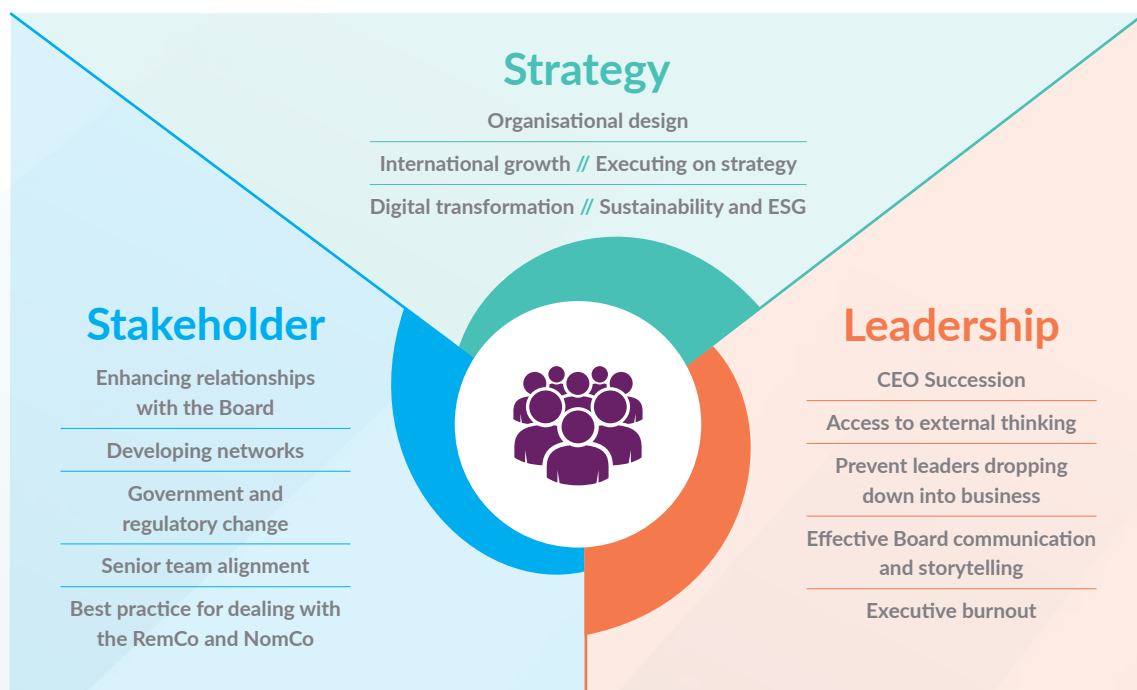 Strategy
Organisational design
International growth // Executing on strategy
Digital transformation // Sustainability and ESG
Stakeholder
Enhancing relationships
with the Board
Developing networks
Government and
regulatory change
Senior team alignment
Best practice for dealing with
the RemCo and NomCo
Leadership
CEO Succession
Access to external thinking
Prevent leaders dropping
down into business
Effective Board communication
and storytelling
Executive burnout